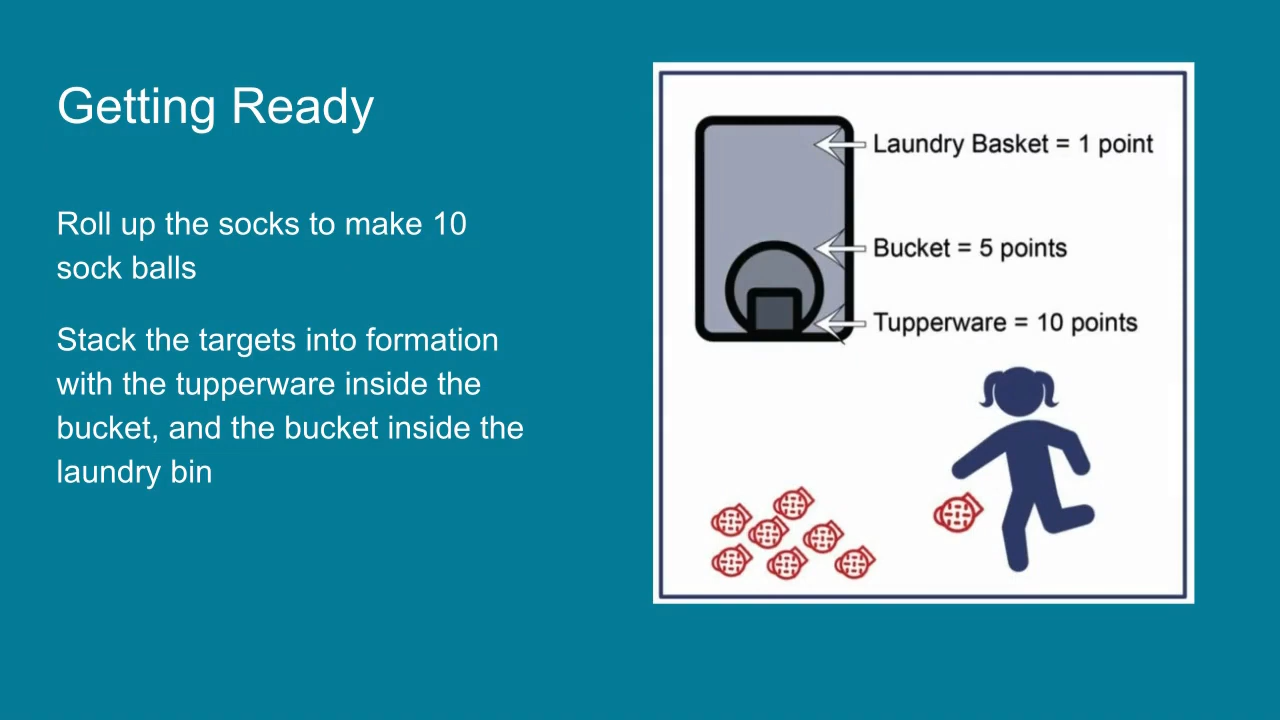 Getting Ready
Roll up the socks to make 10
sock balls
Stack the targets into formation
with the tupperware inside the
bucket, and the bucket inside the
laundry bin
Laundry Basket = 1 point
Bucket = 5 points
Tupperware = 10 points